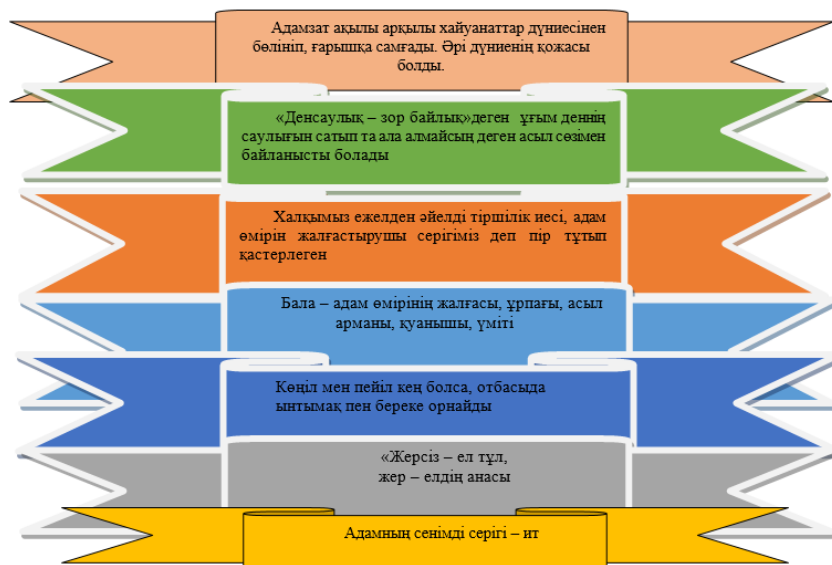 Адамзат ақылы арқылы хайуанаттар дүниесінен
бөлініп, ғарышқа самғады. Әрі дүниенің қожасы
болды.
«Денсаулық – зор байлық»деген ұғым деннің
саулығын сатып та ала алмайсың деген асыл сөзімен
байланысты болады
Халқымыз ежелден әйелді тіршілік иесі, адам
өмірін жалғастырушы серігіміз деп пір тұтып
қастерлеген
Бала – адам өмірінің жалғасы, ұрпағы, асыл
арманы, қуанышы, үміті
Көңіл мен пейіл кең болса, отбасыда
ынтымақ пен береке орнайды
«Жерсіз – ел тұл,
жер – елдің анасы
Адамның сенімді серігі – ит